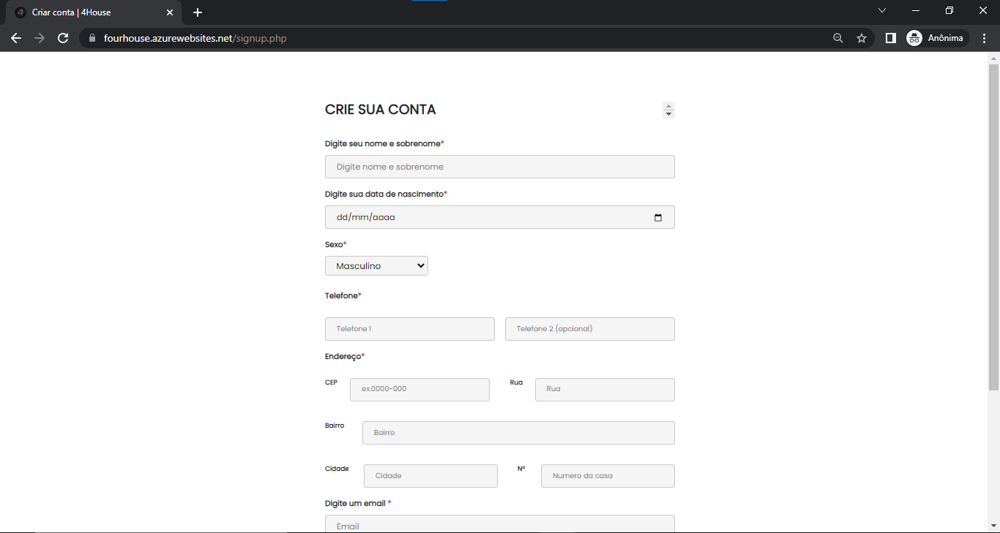 Criar conta | 4House
fourhouse.azurewebsites.net/signup.php
Anônima
CRIE SUA CONTA
Digite seu nome e sobrenome*
Digite nome e sobrenome
Digite sua data de nascimento*
dd/mm/aaaa
Sexo*
Masculino
Telefone*
Telefone 1 Telefone 2 (opcional)
Endereço*
CEP ex.0000-000 Rua Rua
Bairro Bairro
Cidade Cidade Nº Numero da casa
Digite um email *
Email